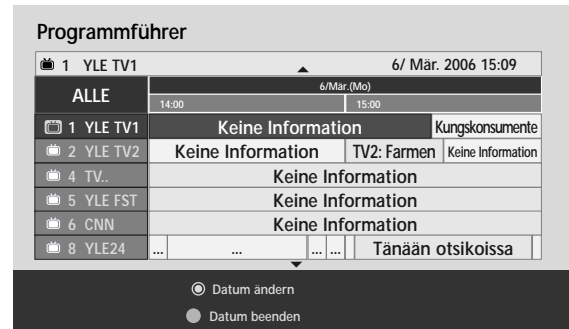 Programmführer
1 YLE TV1 6/ Mär. 2006 15:09
ALLE 6/Mär.(Mo)
14:00 15:00
1 YLE TV1 Keine Information Kungskonsumente
2 YLE TV2 Keine Information TV2: Farmen Keine Information
4 TV.. Keine Information
5 YLE FST Keine Information
6 CNN Keine Information
8 YLE24 ... ... ... ... Tänään otsikoissa
Datum ändern
Datum beenden